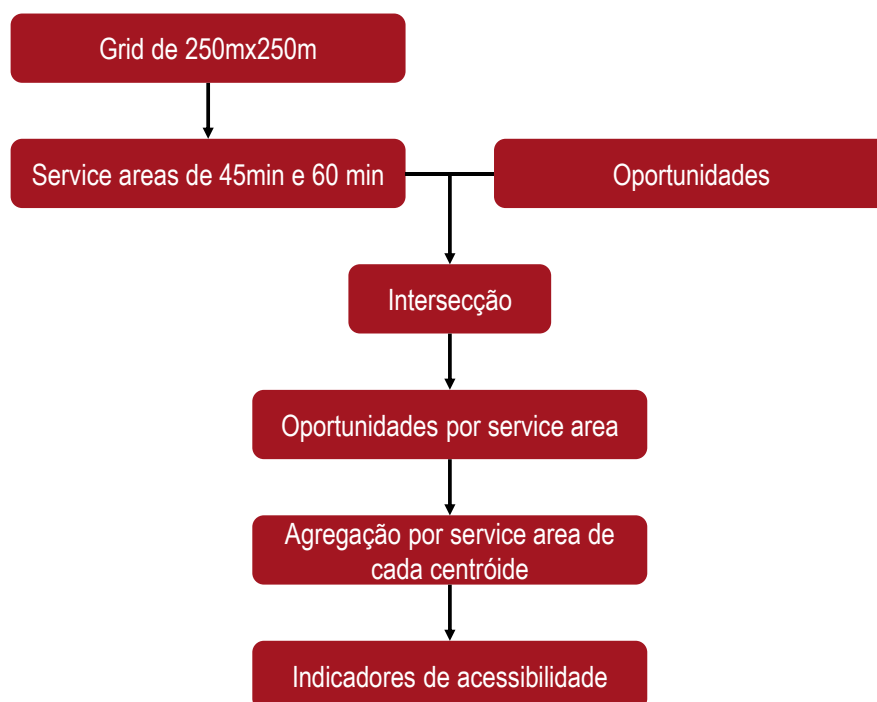 Grid de 250mx250m
Service areas de 45min e 60 min
Oportunidades
Intersecção
Oportunidades por service area
Agregação por service area de
cada centróide
Indicadores de acessibilidade